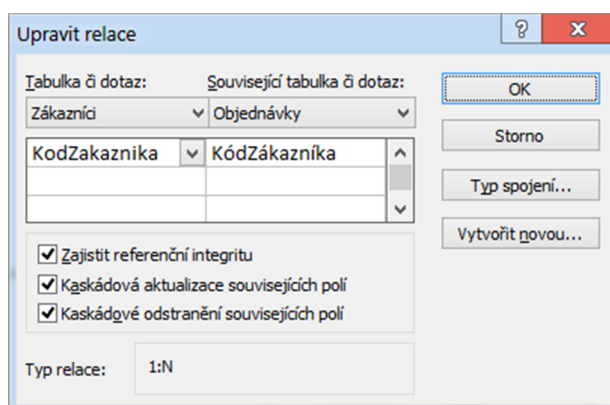 Upravit relace
Tabulka či dotaz: Související tabulka či dotaz:
Zákazníci Objednávky
KodZakaznika KódZákazníka
OK
Storno
Typ spojení...
Vytvořit novou...
Zajistit referenční integritu
Kaskádová aktualizace souvisejících polí
Kaskádové odstranění souvisejících polí
Typ relace: 1:N